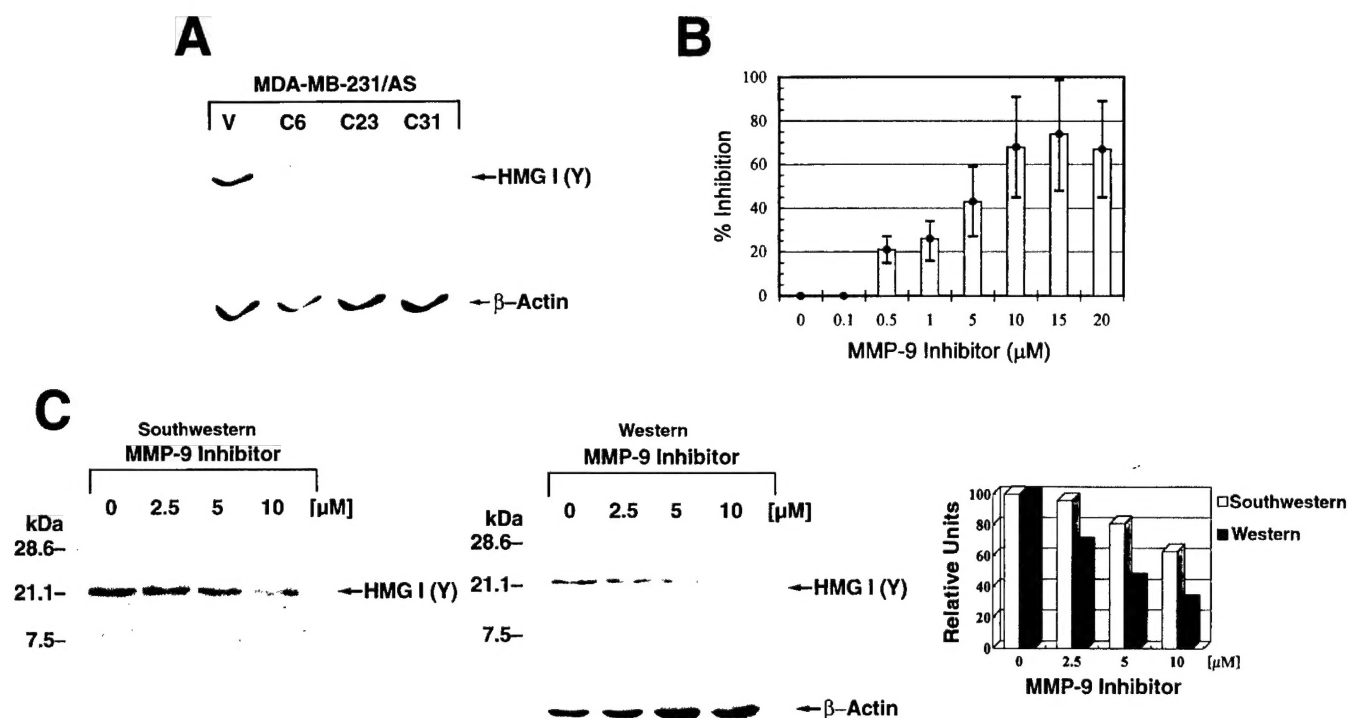 A
MDA-MB-231/AS
V C6 C23 C31
←HMG I (Y)
←β–Actin
B
100
80
60
40
20
0
% Inhibition
0 0.1 0.5 1 5 10 15 20
MMP-9 Inhibitor (μM)
C
Southwestern
MMP-9 Inhibitor
0 2.5 5 10 [μM]
kDa
28.6–
21.1–
7.5–
←HMG I (Y)
Western
MMP-9 Inhibitor
0 2.5 5 10 [μM]
kDa
28.6–
21.1–
7.5–
←HMG I (Y)
←β–Actin
Relative Units
100
80
60
40
20
0
0 2.5 5 10 [μM]
MMP-9 Inhibitor
Southwestern
Western